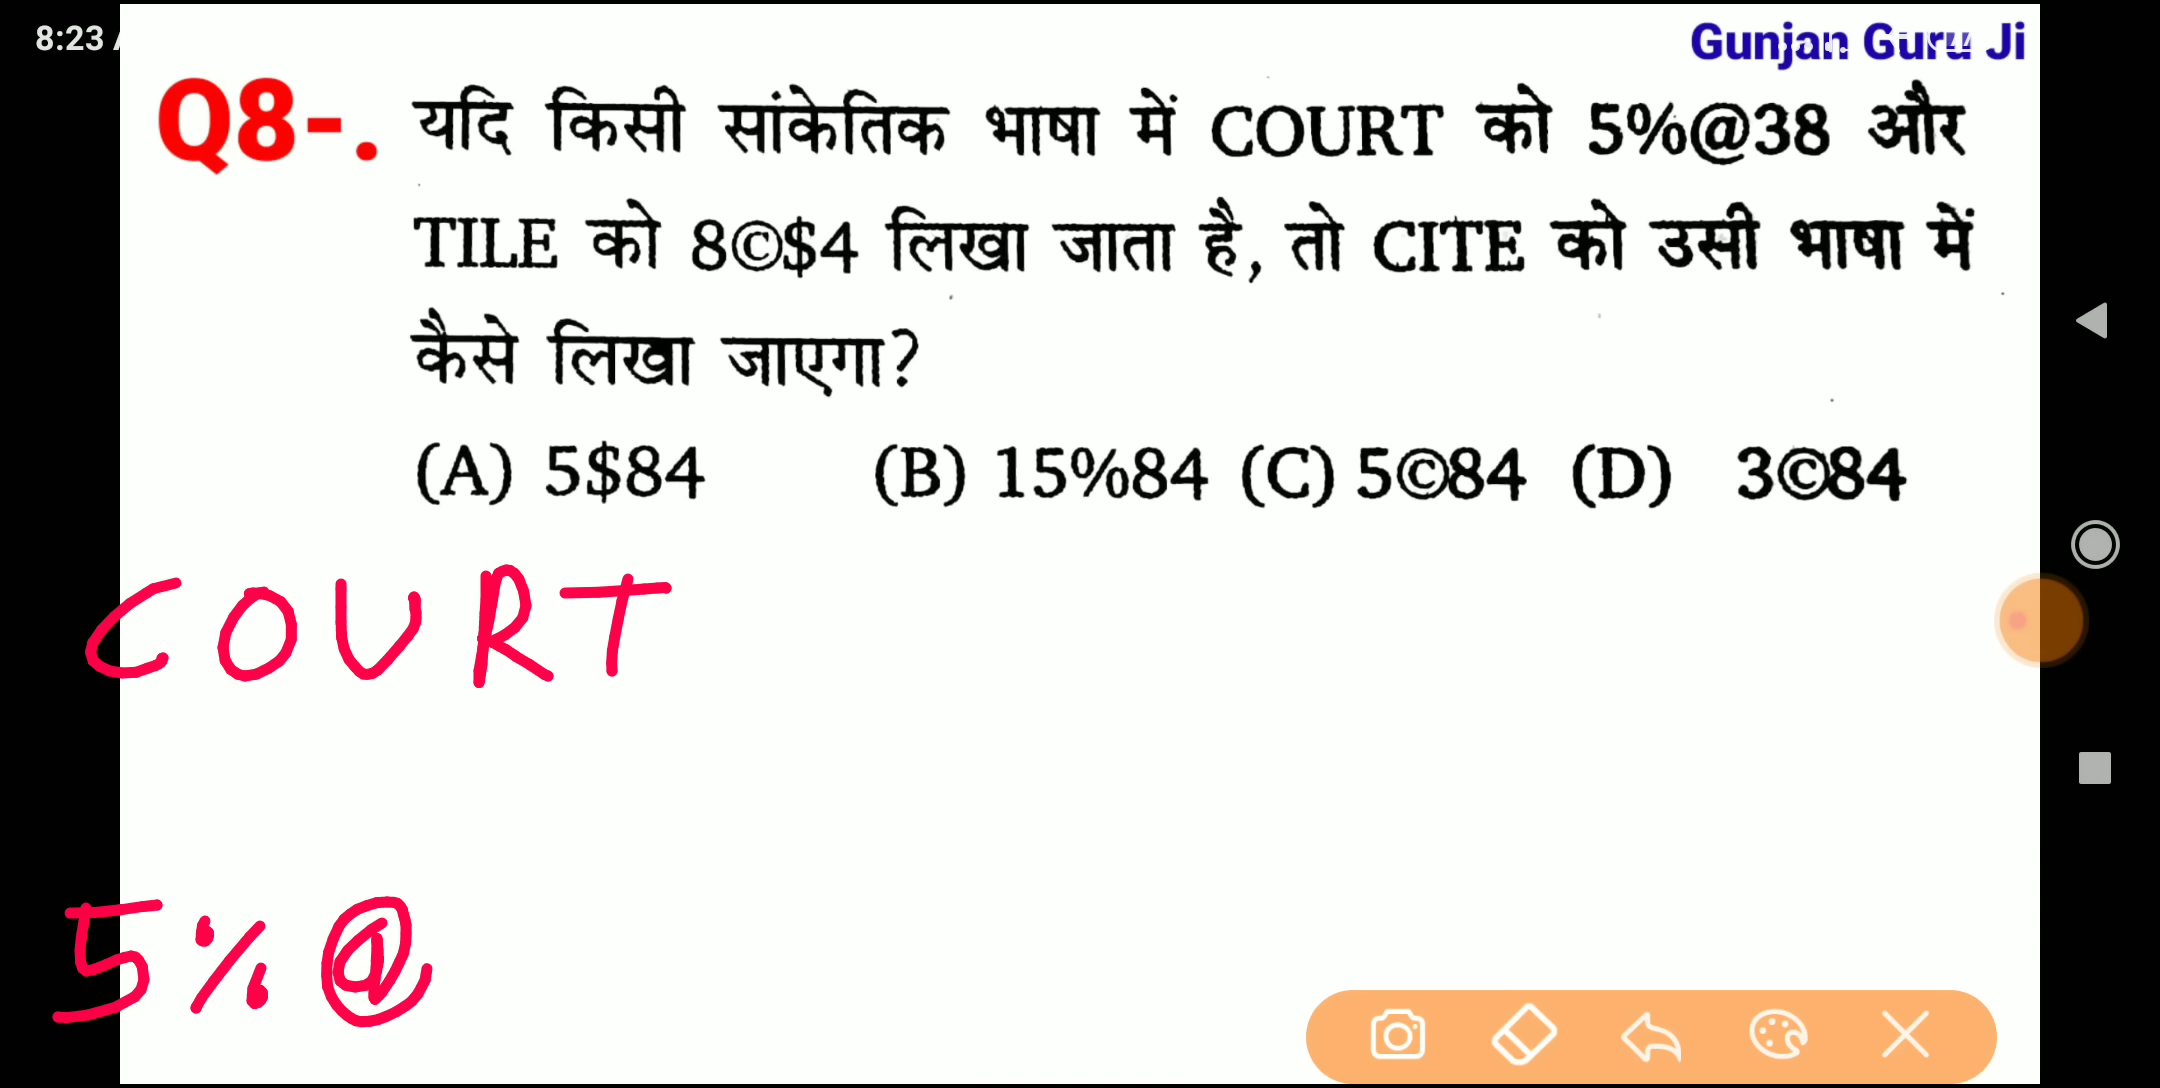 8:23
Gunjan Guru Ji
Q8-. यदि किसी सांकेतिक भाषा में COURT को 5%@38 और
TILE को 8©$4 लिखा जाता है, तो CITE को उसी भाषा में
कैसे लिखा जाएगा?
(A) 5$84 (B) 15%84 (C) 5©84 (D) 3©84
COURT
5%@